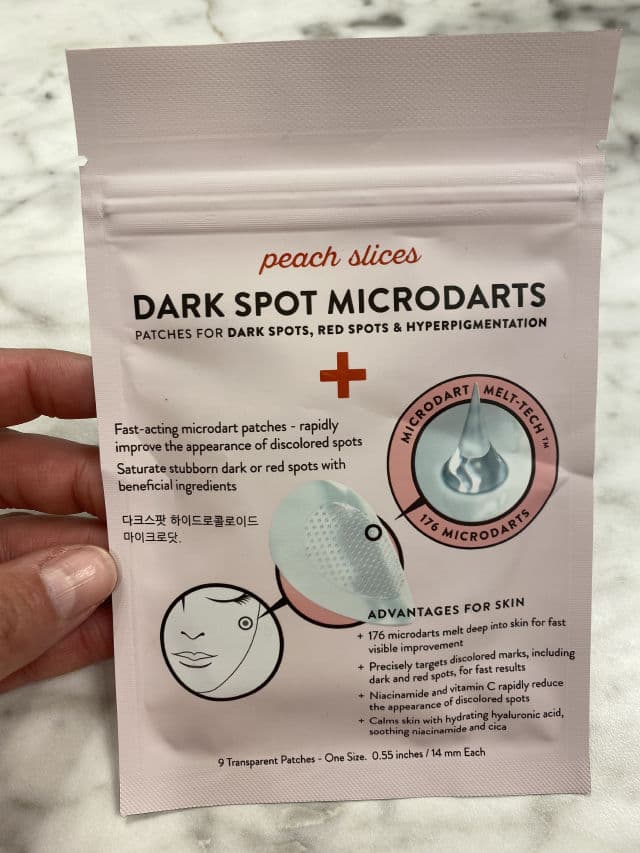 peach slices
DARK SPOT MICRODARTS
PATCHES FOR DARK SPOTS, RED SPOTS & HYPERPIGMENTATION
Fast-acting microdart patches - rapidly
improve the appearance of discolored spots
Saturate stubborn dark or red spots with
beneficial ingredients
다크스팟 하이드로콜로이드
마이크로닷.
MICRODART MELT-TECH™
176 MICRODARTS
ADVANTAGES FOR SKIN
+ 176 microdarts melt deep into skin for fast
visible improvement
+ Precisely targets discolored marks, including
dark and red spots, for fast results
+ Niacinamide and vitamin C rapidly reduce
the appearance of discolored spots
+ Calms skin with hydrating hyaluronic acid,
soothing niacinamide and cica
9 Transparent Patches - One Size. 0.55 inches / 14 mm Each